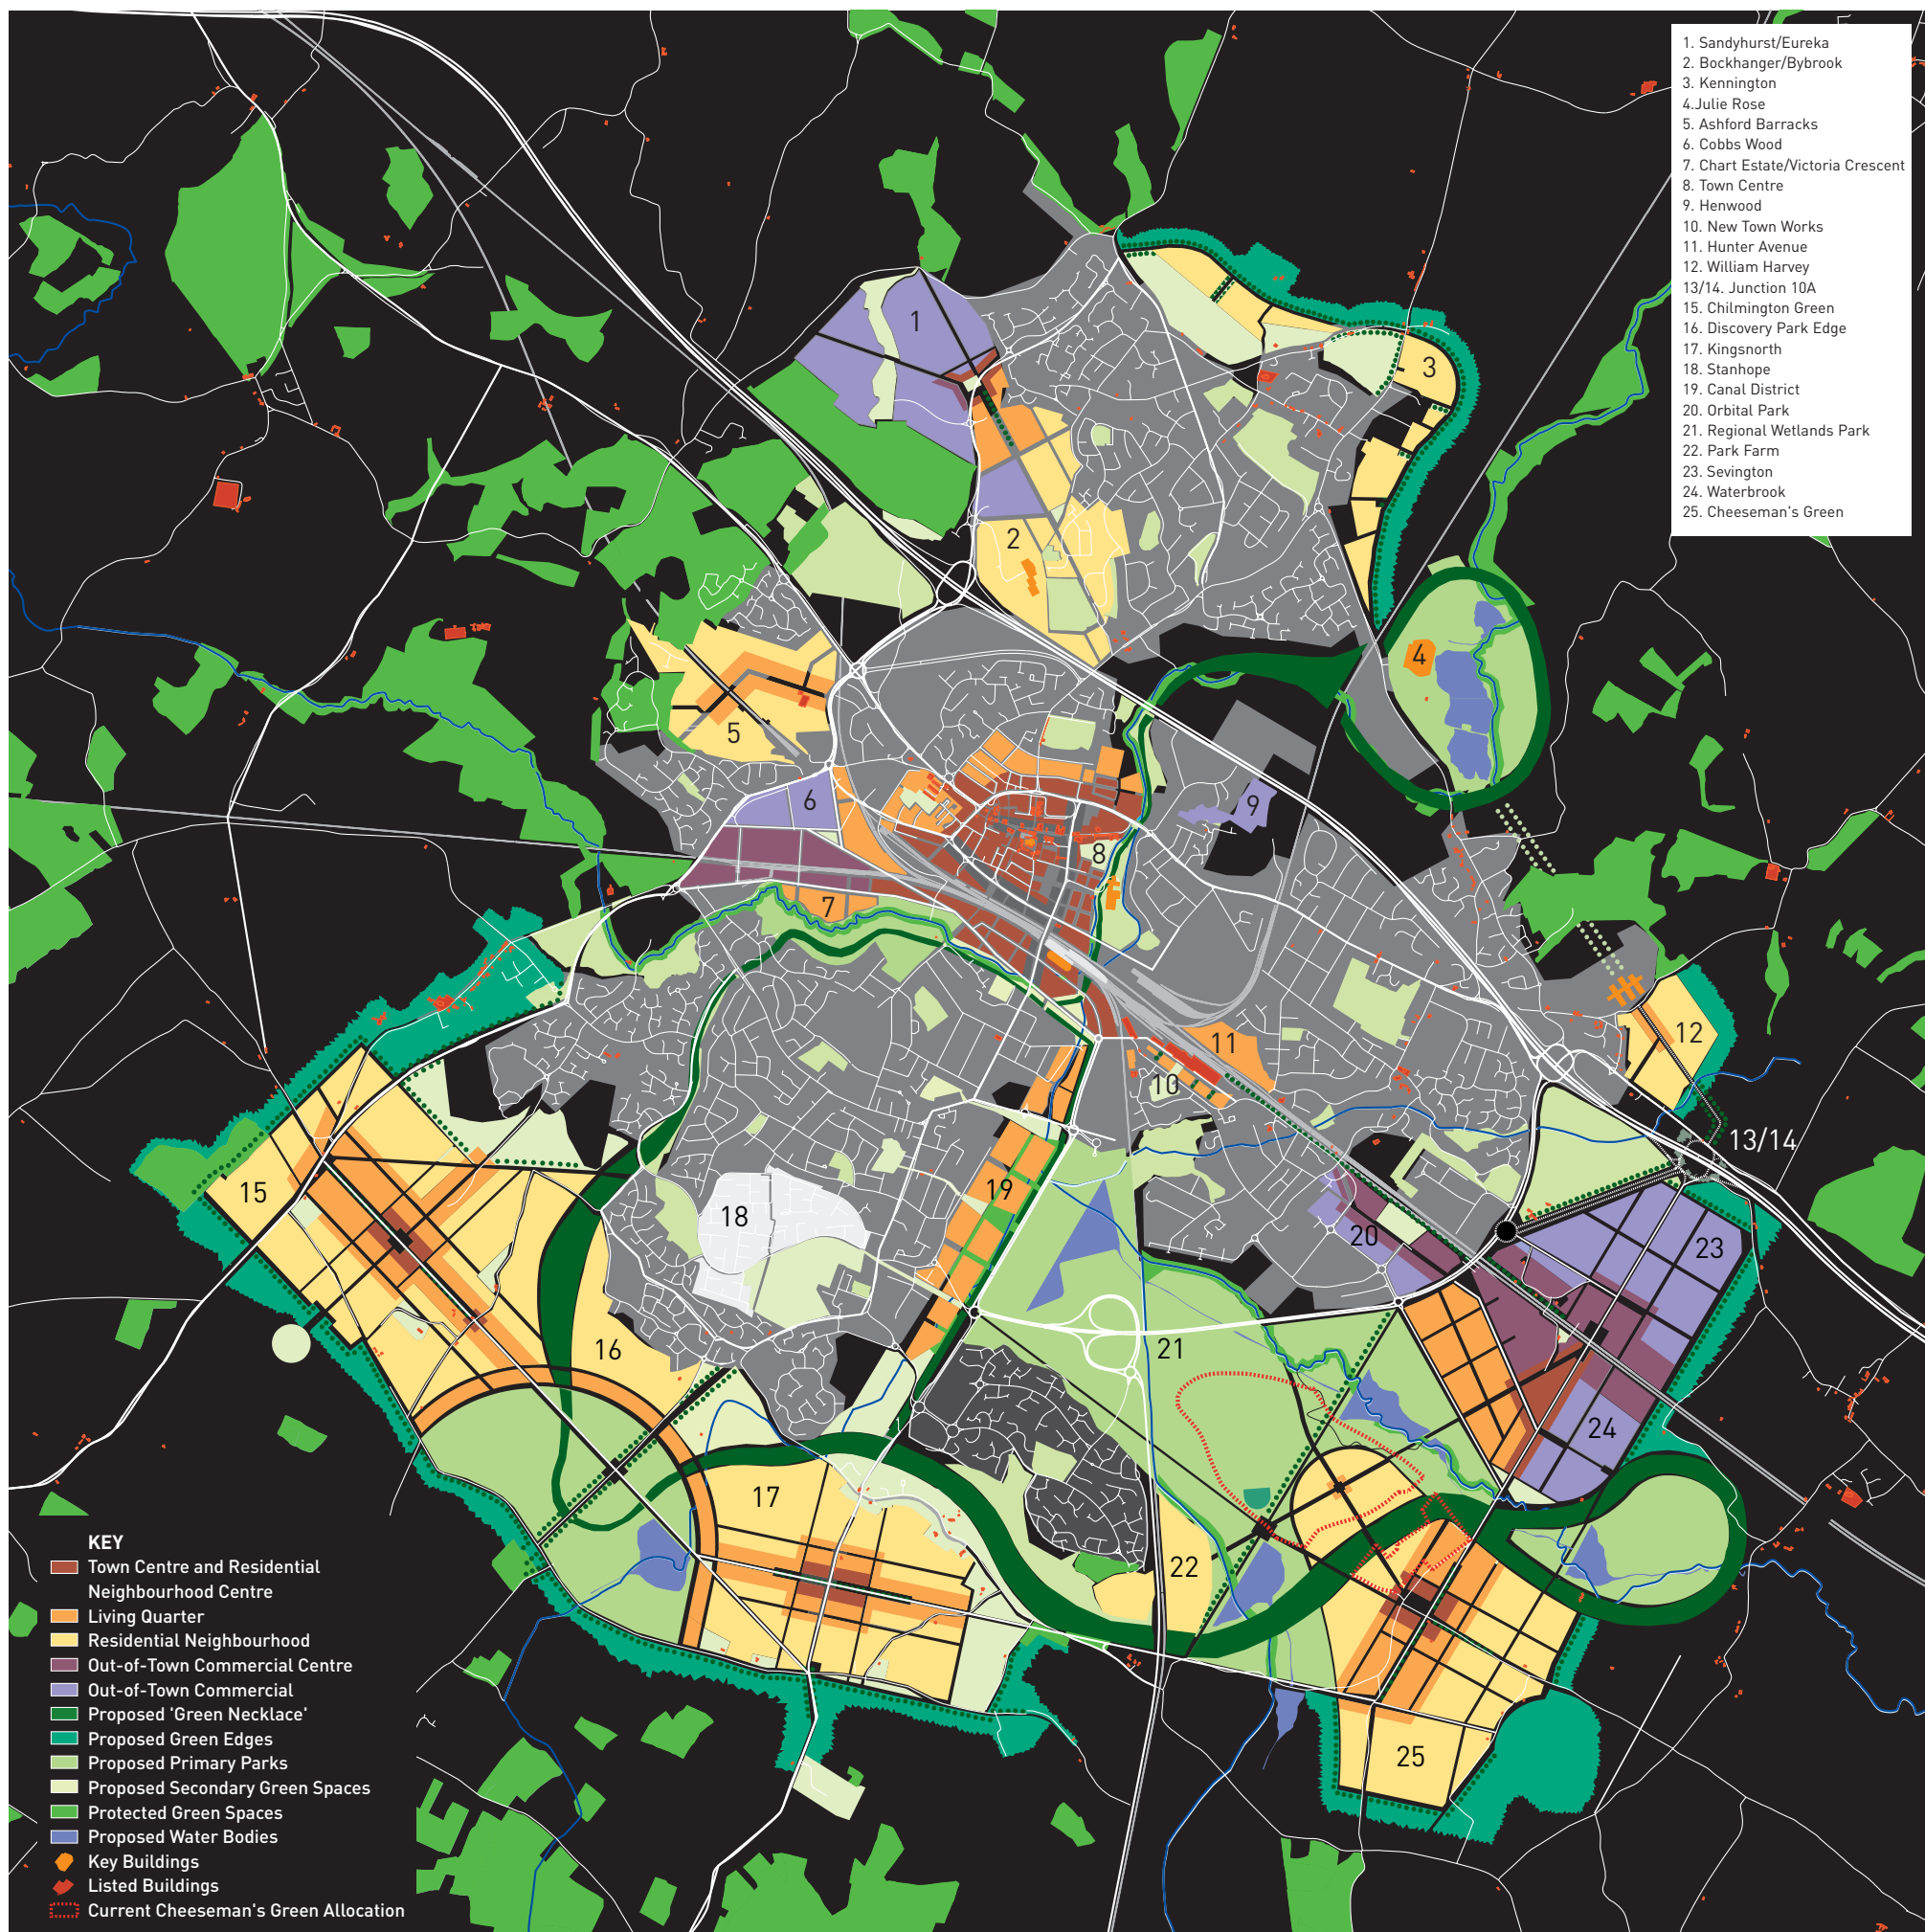 1. Sandyhurst/Eureka
2. Bockhanger/Bybrook
3. Kennington
4.Julie Rose
5. Ashford Barracks
6. Cobbs Wood
7. Chart Estate/Victoria Crescent
8. Town Centre
9. Henwood
10. New Town Works
11. Hunter Avenue
12. William Harvey
13/14. Junction 10A
15. Chilmington Green
16. Discovery Park Edge
17. Kingsnorth
18. Stanhope
19. Canal District
20. Orbital Park
21. Regional Wetlands Park
22. Park Farm
23. Sevington
24. Waterbrook
25. Cheeseman's Green
1
3
2
4
5
6
9
8
7
12
11
10
13/14
15
19
18
20
23
16
21
24
17
22
25
KEY
Town Centre and Residential
Neighbourhood Centre
Living Quarter
Residential Neighbourhood
Out-of-Town Commercial Centre
Out-of-Town Commercial
Proposed 'Green Necklace'
Proposed Green Edges
Proposed Primary Parks
Proposed Secondary Green Spaces
Protected Green Spaces
Proposed Water Bodies
Key Buildings
Listed Buildings
Current Cheeseman's Green Allocation